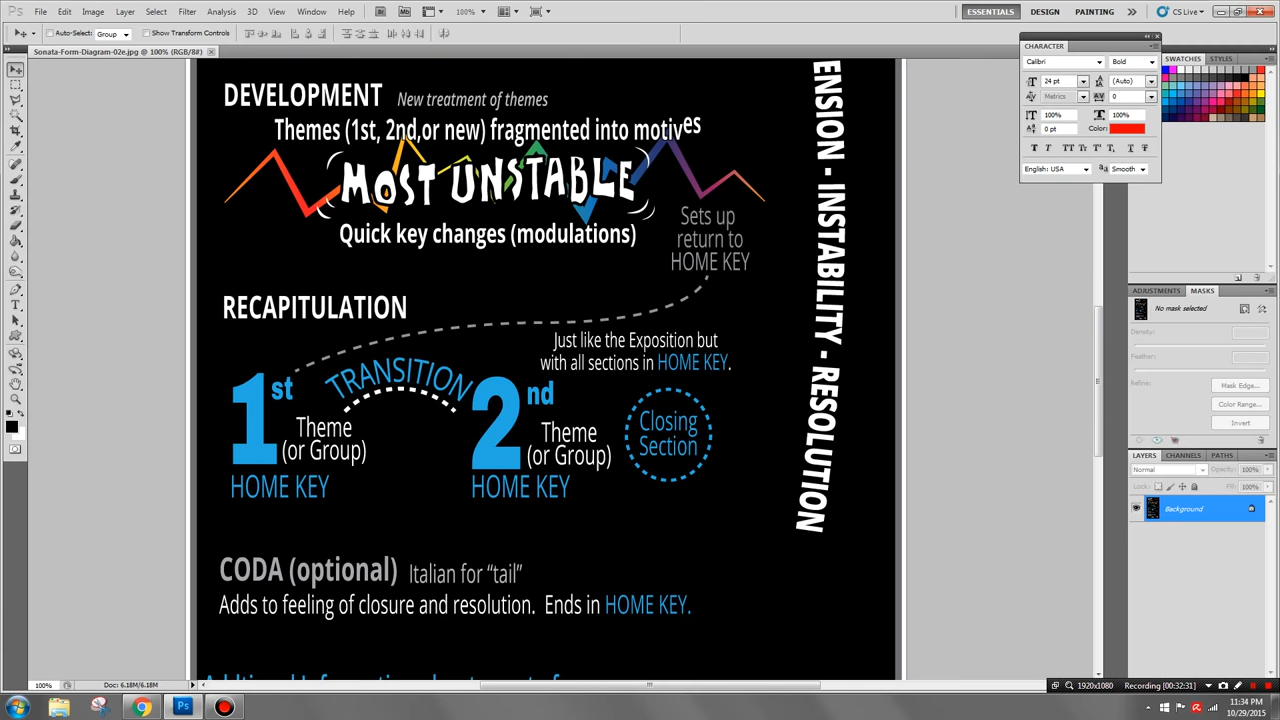 Ps File Edit Image Layer Select Filter Analysis 3D View Window Help Br Mb 100% ESSENTIALS DESIGN PAINTING CS Live
Auto-Select: Group Show Transform Controls
Sonata-Form-Diagram-02e.jpg @ 100% (RGB/8#)
CHARACTER
Calibri Bold
24 pt (Auto)
Metrics 0
100% 100%
0 pt Color:
T T TT Tr T' T, T T
English: USA aa Smooth
SWATCHES STYLES
DEVELOPMENT New treatment of themes
Themes (1st, 2nd,or new) fragmented into motives
MOST UNSTABLE
Quick key changes (modulations)
Sets up
return to
HOME KEY
ENSION - INSTABILITY - RESOLUTION
RECAPITULATION
Just like the Exposition but
with all sections in HOME KEY.
1st
Theme
(or Group)
HOME KEY
TRANSITION
2nd
Theme
(or Group)
HOME KEY
Closing
Section
CODA (optional) Italian for “tail”
Adds to feeling of closure and resolution. Ends in HOME KEY.
ADJUSTMENTS MASKS
No mask selected
Density:
Feather:
Refine:
Mask Edge...
Color Range...
Invert
LAYERS CHANNELS PATHS
Normal Opacity: 100%
Lock: Fill: 100%
Background
100% Doc: 6.18M/6.18M
1920x1080 Recording [00:32:31]
Ps
11:34 PM
10/29/2015